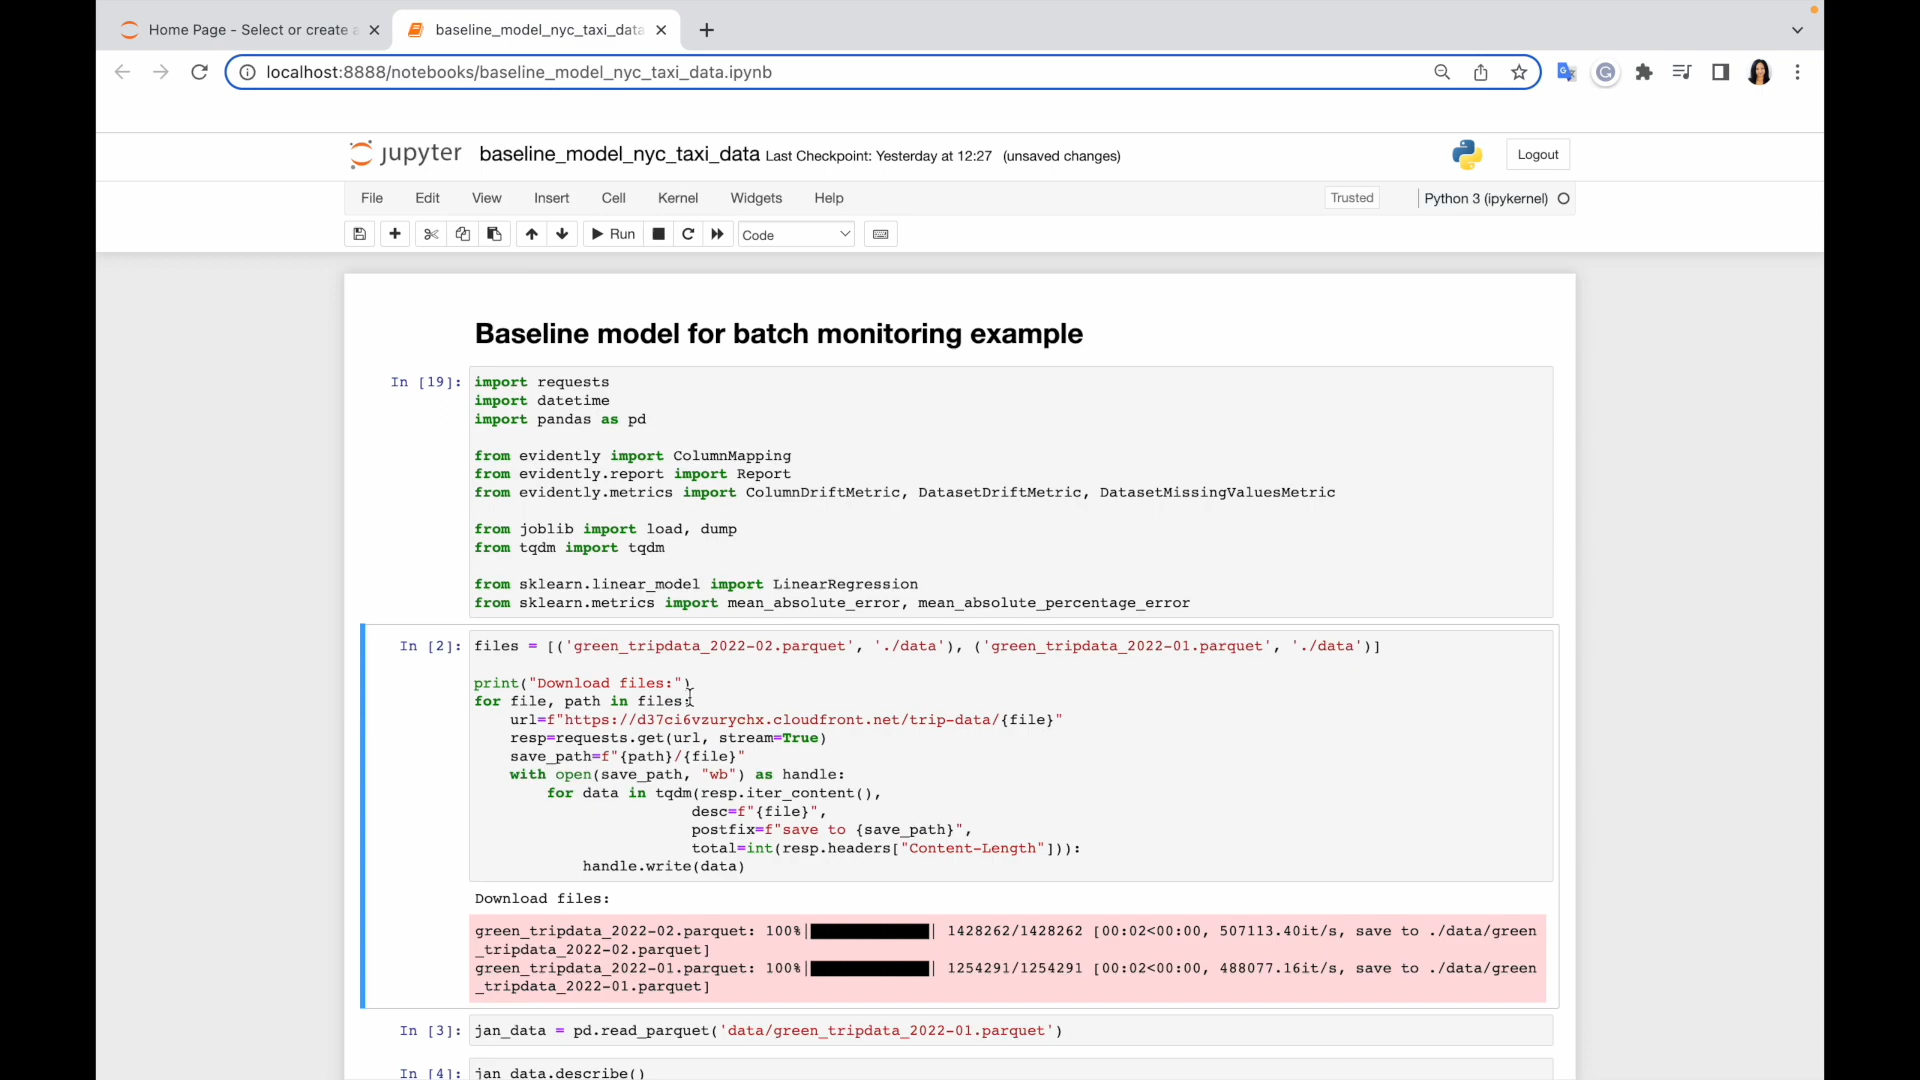 Home Page - Select or create a
baseline_model_nyc_taxi_data
localhost:8888/notebooks/baseline_model_nyc_taxi_data.ipynb
jupyter baseline_model_nyc_taxi_data Last Checkpoint: Yesterday at 12:27 (unsaved changes)
Logout
File Edit View Insert Cell Kernel Widgets Help
Trusted
Python 3 (ipykernel)
Run
Code
Baseline model for batch monitoring example
In [19]:
import requests
import datetime
import pandas as pd
from evidently import ColumnMapping
from evidently.report import Report
from evidently.metrics import ColumnDriftMetric, DatasetDriftMetric, DatasetMissingValuesMetric
from joblib import load, dump
from tqdm import tqdm
from sklearn.linear_model import LinearRegression
from sklearn.metrics import mean_absolute_error, mean_absolute_percentage_error
In [2]:
files = [('green_tripdata_2022-02.parquet', './data'), ('green_tripdata_2022-01.parquet', './data')]
print("Download files:")
for file, path in files:
url=f"https://d37ci6vzurychx.cloudfront.net/trip-data/{file}"
resp=requests.get(url, stream=True)
save_path=f"{path}/{file}"
with open(save_path, "wb") as handle:
for data in tqdm(resp.iter_content(),
desc=f"{file}",
postfix=f"save to {save_path}",
total=int(resp.headers["Content-Length"])):
handle.write(data)
Download files:
green_tripdata_2022-02.parquet: 100%|██████████| 1428262/1428262 [00:02<00:00, 507113.40it/s, save to ./data/green
_tripdata_2022-02.parquet]
green_tripdata_2022-01.parquet: 100%|██████████| 1254291/1254291 [00:02<00:00, 488077.16it/s, save to ./data/green
_tripdata_2022-01.parquet]
In [3]: jan_data = pd.read_parquet('data/green_tripdata_2022-01.parquet')
In [4]: jan_data.describe()